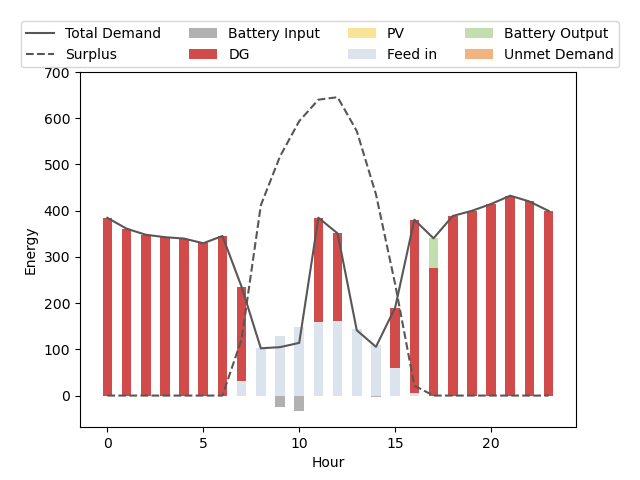 Total Demand Battery Input PV Battery Output
Surplus DG Feed in Unmet Demand
700
600
500
400
300
200
100
0
Energy
0 5 10 15 20
Hour